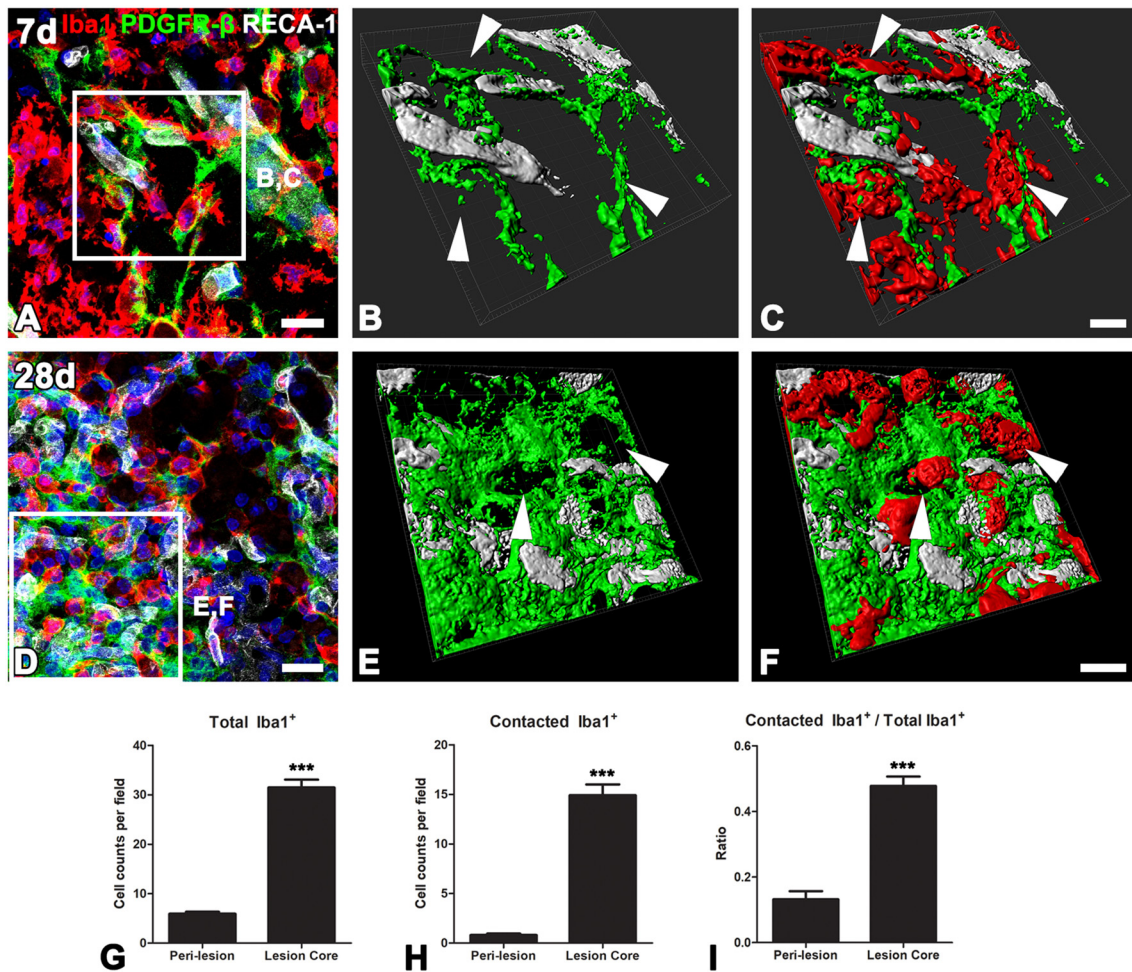 7d Iba1 PDGFR-β RECA-1
B,C
A
B
C
28d
E,F
D
E
F
Total Iba1⁺
Cell counts per field
40
30
20
10
0
Peri-lesion
***
Lesion Core
G
Contacted Iba1⁺
Cell counts per field
20
15
10
5
0
Peri-lesion
***
Lesion Core
H
Contacted Iba1⁺ / Total Iba1⁺
Ratio
0.6
0.4
0.2
0.0
Peri-lesion
***
Lesion Core
I